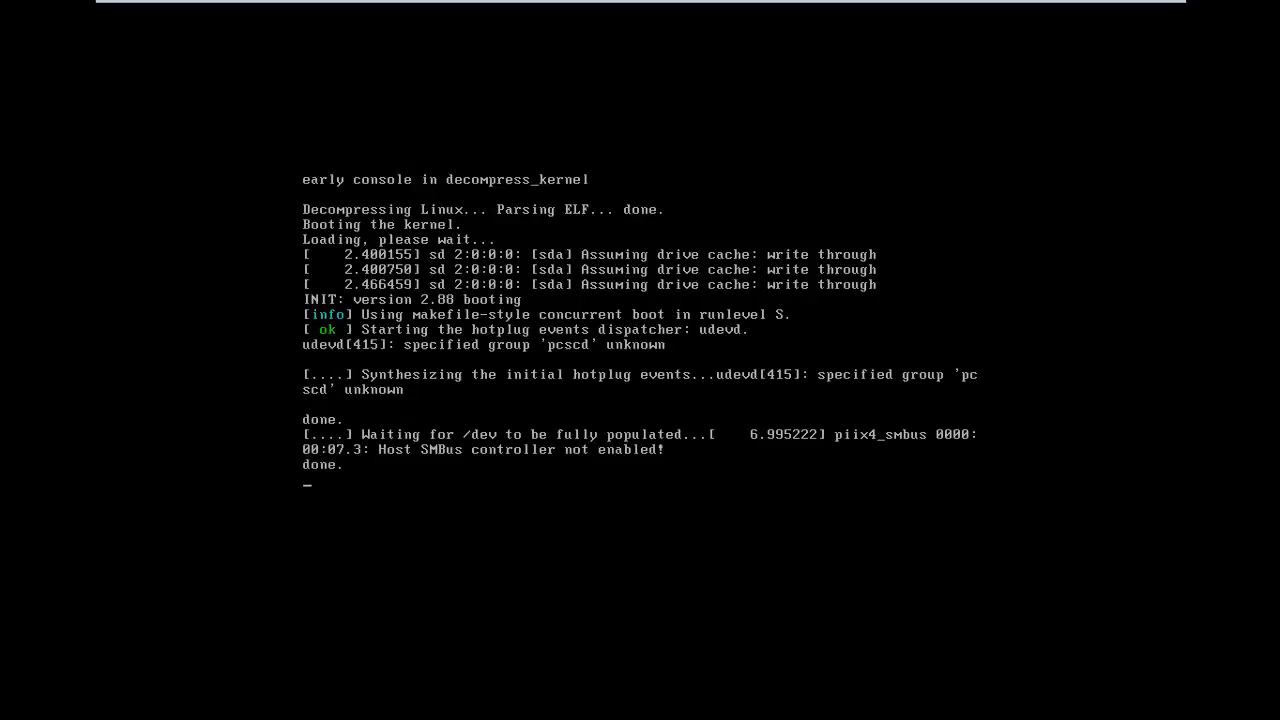 early console in decompress_kernel
Decompressing Linux... Parsing ELF... done.
Booting the kernel.
Loading, please wait...
[    2.400155] sd 2:0:0:0: [sda] Assuming drive cache: write through
[    2.400750] sd 2:0:0:0: [sda] Assuming drive cache: write through
[    2.466459] sd 2:0:0:0: [sda] Assuming drive cache: write through
INIT: version 2.88 booting
[info] Using makefile-style concurrent boot in runlevel S.
[ ok ] Starting the hotplug events dispatcher: udevd.
udevd[415]: specified group 'pcscd' unknown
[....] Synthesizing the initial hotplug events...udevd[415]: specified group 'pc
scd' unknown
done.
[....] Waiting for /dev to be fully populated...[    6.995222] piix4_smbus 0000:
00:07.3: Host SMBus controller not enabled!
done.